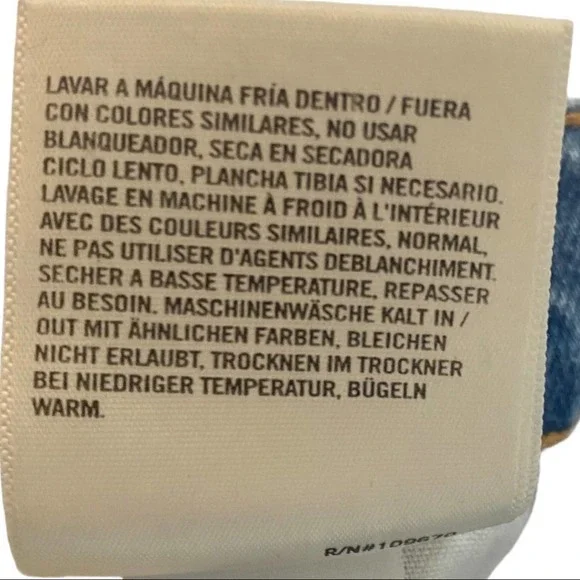 LAVAR A MÁQUINA FRÍA DENTRO / FUERA
CON COLORES SIMILARES, NO USAR
BLANQUEADOR, SECA EN SECADORA
CICLO LENTO, PLANCHA TIBIA SI NECESARIO.
LAVAGE EN MACHINE À FROID À L'INTÉRIEUR
AVEC DES COULEURS SIMILAIRES, NORMAL,
NE PAS UTILISER D'AGENTS DEBLANCHIMENT.
SECHER A BASSE TEMPERATURE, REPASSER
AU BESOIN. MASCHINENWÄSCHE KALT IN /
OUT MIT ÄHNLICHEN FARBEN, BLEICHEN
NICHT ERLAUBT, TROCKNEN IM TROCKNER
BEI NIEDRIGER TEMPERATUR, BÜGELN
WARM.